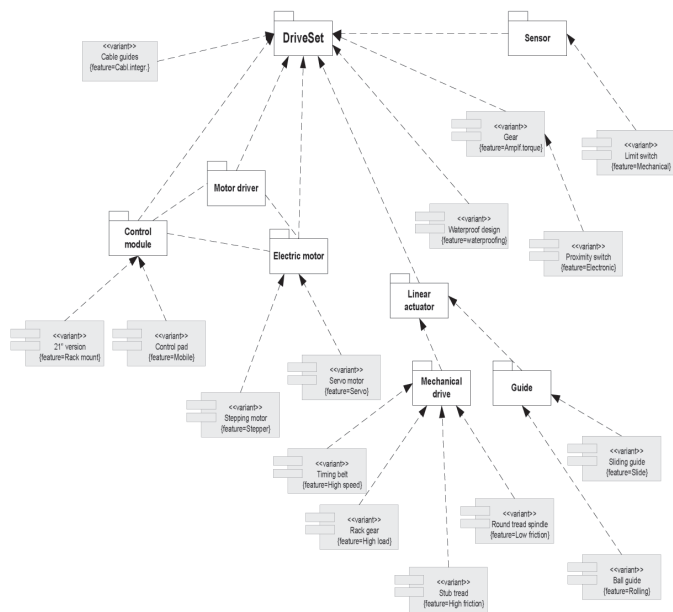 DriveSet
Sensor
<<variant>>
Cable guides
{feature=Cabl.integr.}
<<variant>>
Gear
{feature=Amplf.torque}
<<variant>>
Limit switch
{feature=Mechanical}
Motor driver
<<variant>>
Waterproof design
{feature=waterproofing}
<<variant>>
Proximity switch
{feature=Electronic}
Control
module
Electric motor
Linear
actuator
<<variant>>
21" version
{feature=Rack mount}
<<variant>>
Control pad
{feature=Mobile}
<<variant>>
Servo motor
{feature=Servo}
<<variant>>
Stepping motor
{feature=Stepper}
Mechanical
drive
Guide
<<variant>>
Timing belt
{feature=High speed}
<<variant>>
Sliding guide
{feature=Slide}
<<variant>>
Rack gear
{feature=High load}
<<variant>>
Round tread spindle
{feature=Low friction}
<<variant>>
Stub tread
{feature=High friction}
<<variant>>
Ball guide
{feature=Rolling}